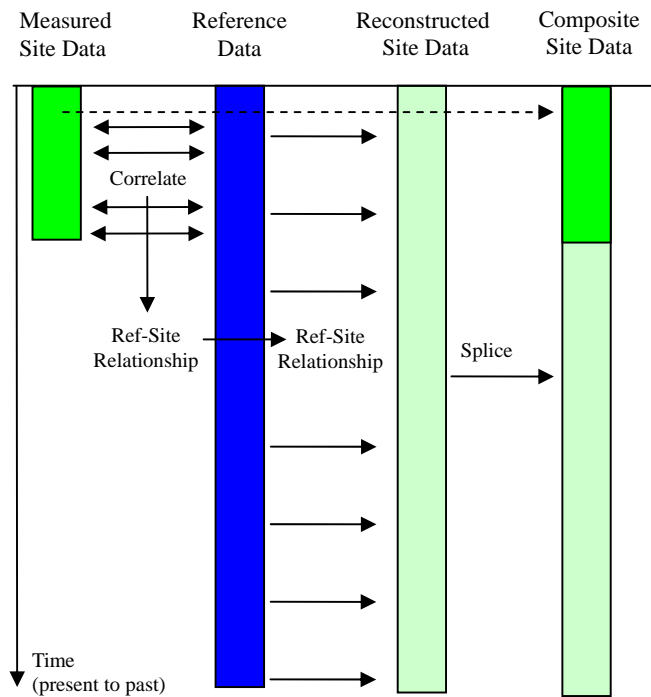 Measured
Site Data
Reference
Data
Reconstructed
Site Data
Composite
Site Data
Correlate
Ref-Site
Relationship
Ref-Site
Relationship
Splice
Time
(present to past)